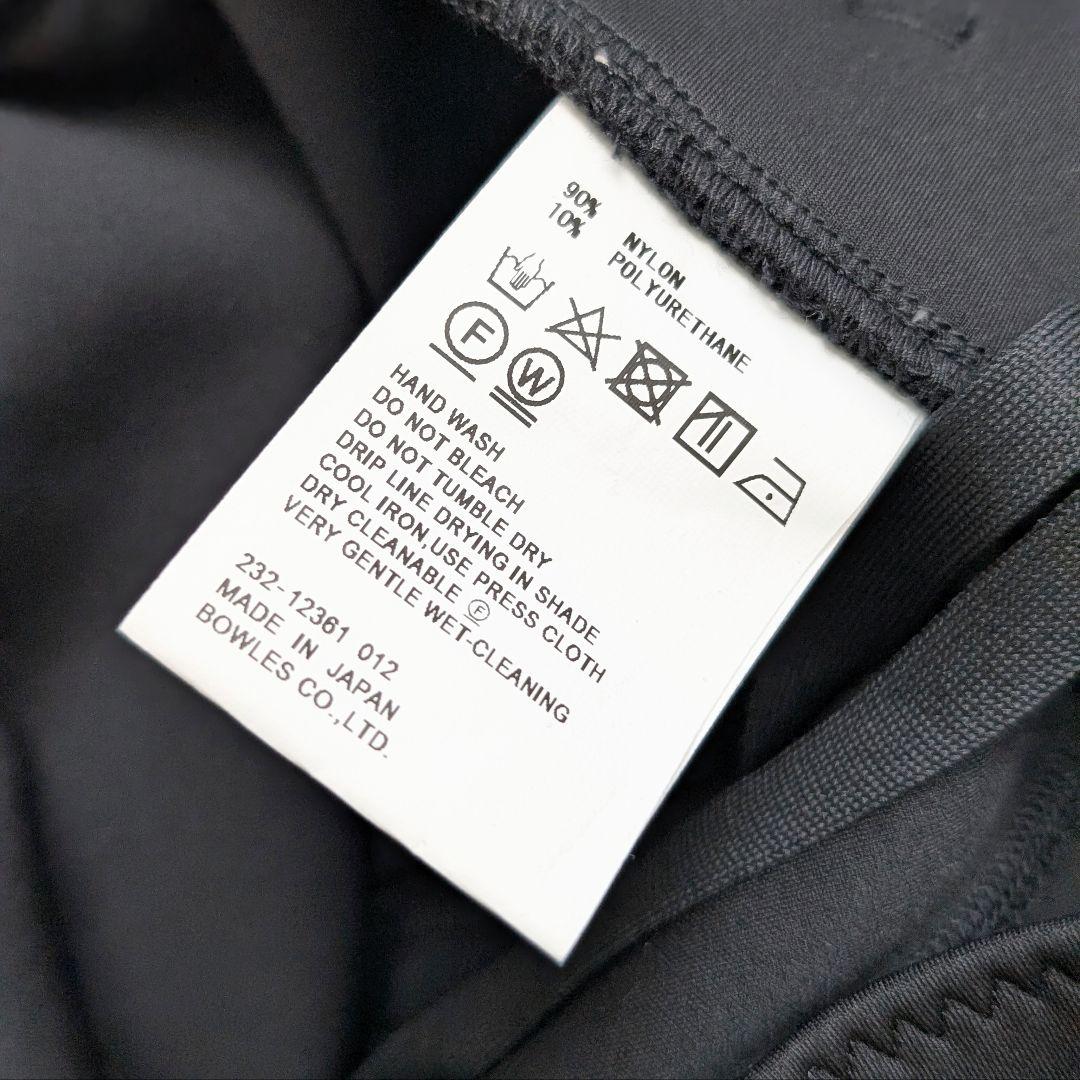 90% NYLON
10% POLYURETHANE
F
W
HAND WASH
DO NOT BLEACH
DO NOT TUMBLE DRY
DRIP LINE DRYING IN SHADE
COOL IRON,USE PRESS CLOTH
DRY CLEANABLE Ⓕ
VERY GENTLE WET-CLEANING
232-12361 012
MADE IN JAPAN
BOWLES CO.,LTD.